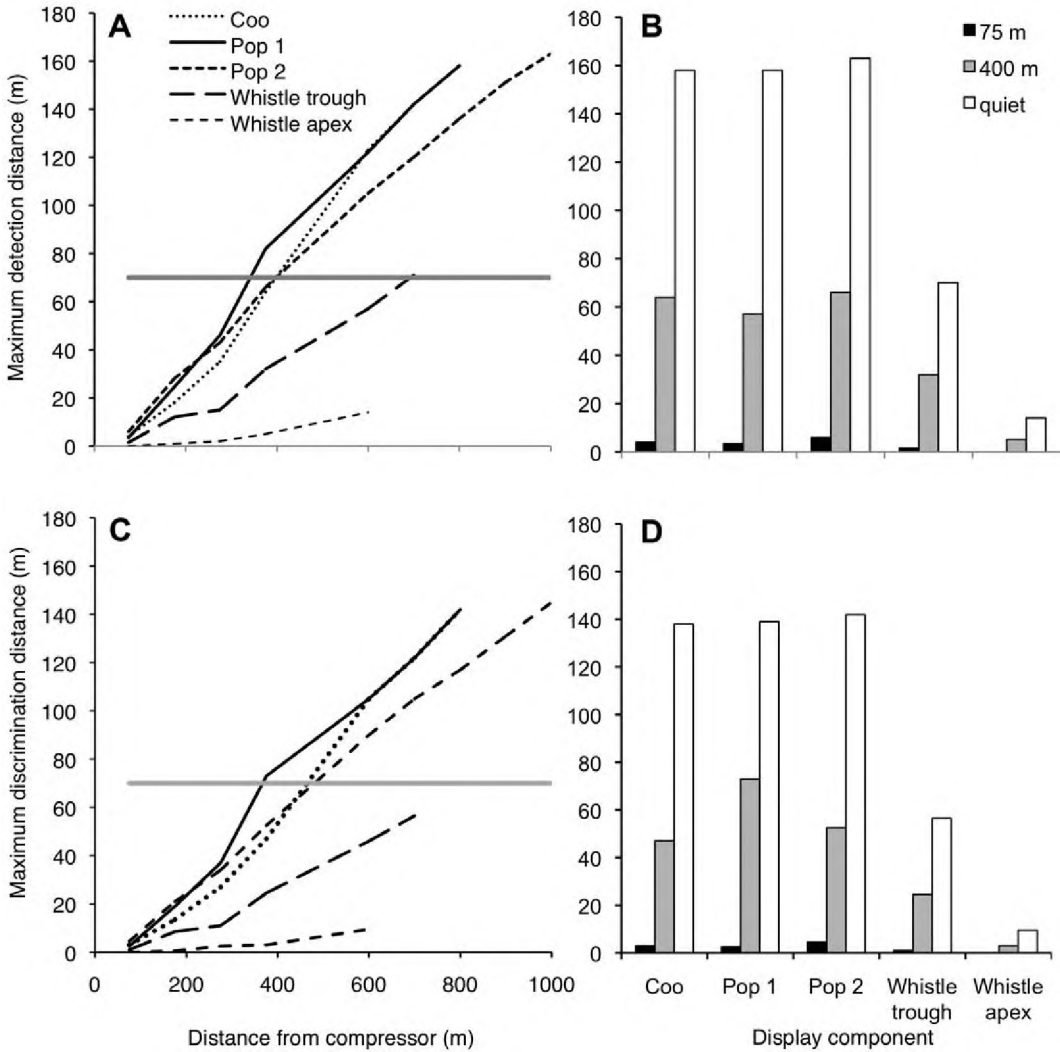 A
Coo
Pop 1
Pop 2
Whistle trough
Whistle apex
Maximum detection distance (m)
180
160
140
120
100
80
60
40
20
0
B
75 m
400 m
quiet
180
160
140
120
100
80
60
40
20
0
C
Maximum discrimination distance (m)
180
160
140
120
100
80
60
40
20
0
0 200 400 600 800 1000
Distance from compressor (m)
D
180
160
140
120
100
80
60
40
20
0
Coo Pop 1 Pop 2 Whistle trough Whistle apex
Display component